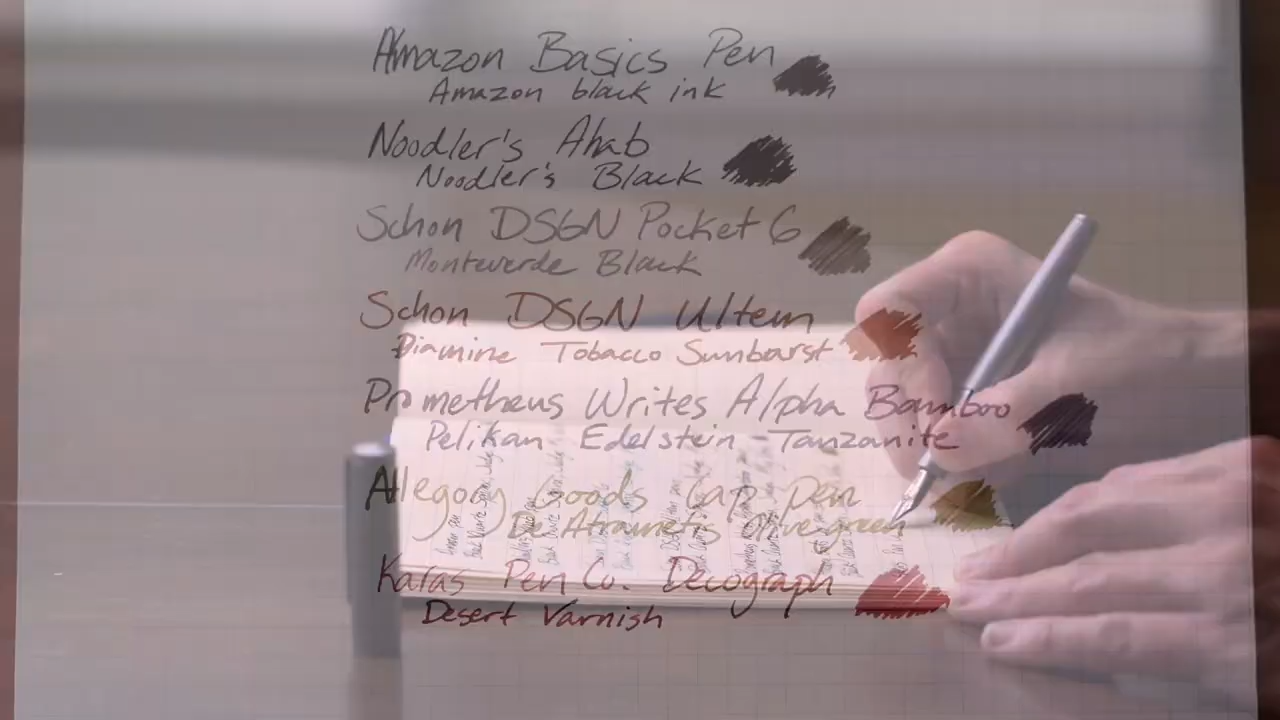 Amazon Basics Pen
Amazon black ink
Noodler's Ahab
Noodler's Black
Schon DSGN Pocket 6
Monteverde Black
Schon DSGN Ultem
Diamine Tobacco Sunburst
Prometheus Writes Alpha Bamboo
Pelikan Edelstein Tanzanite
Allegory Goods Cap pen
De Atramentis Olive green
Karas Pen Co. Decograph
Desert Varnish